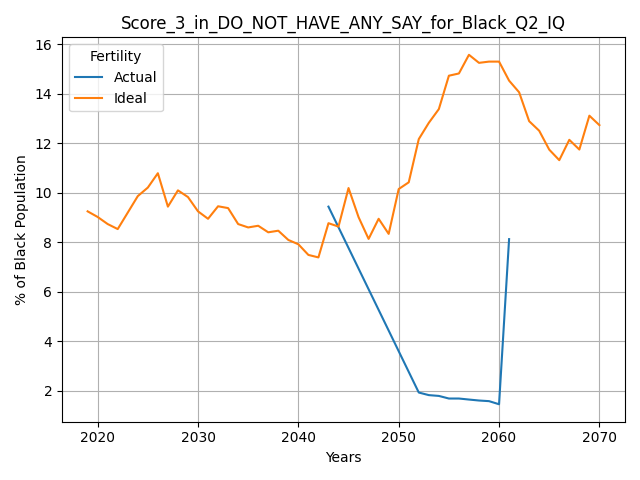 Score_3_in_DO_NOT_HAVE_ANY_SAY_for_Black_Q2_IQ
Fertility
Actual
Ideal
% of Black Population
16
14
12
10
8
6
4
2
2020 2030 2040 2050 2060 2070
Years